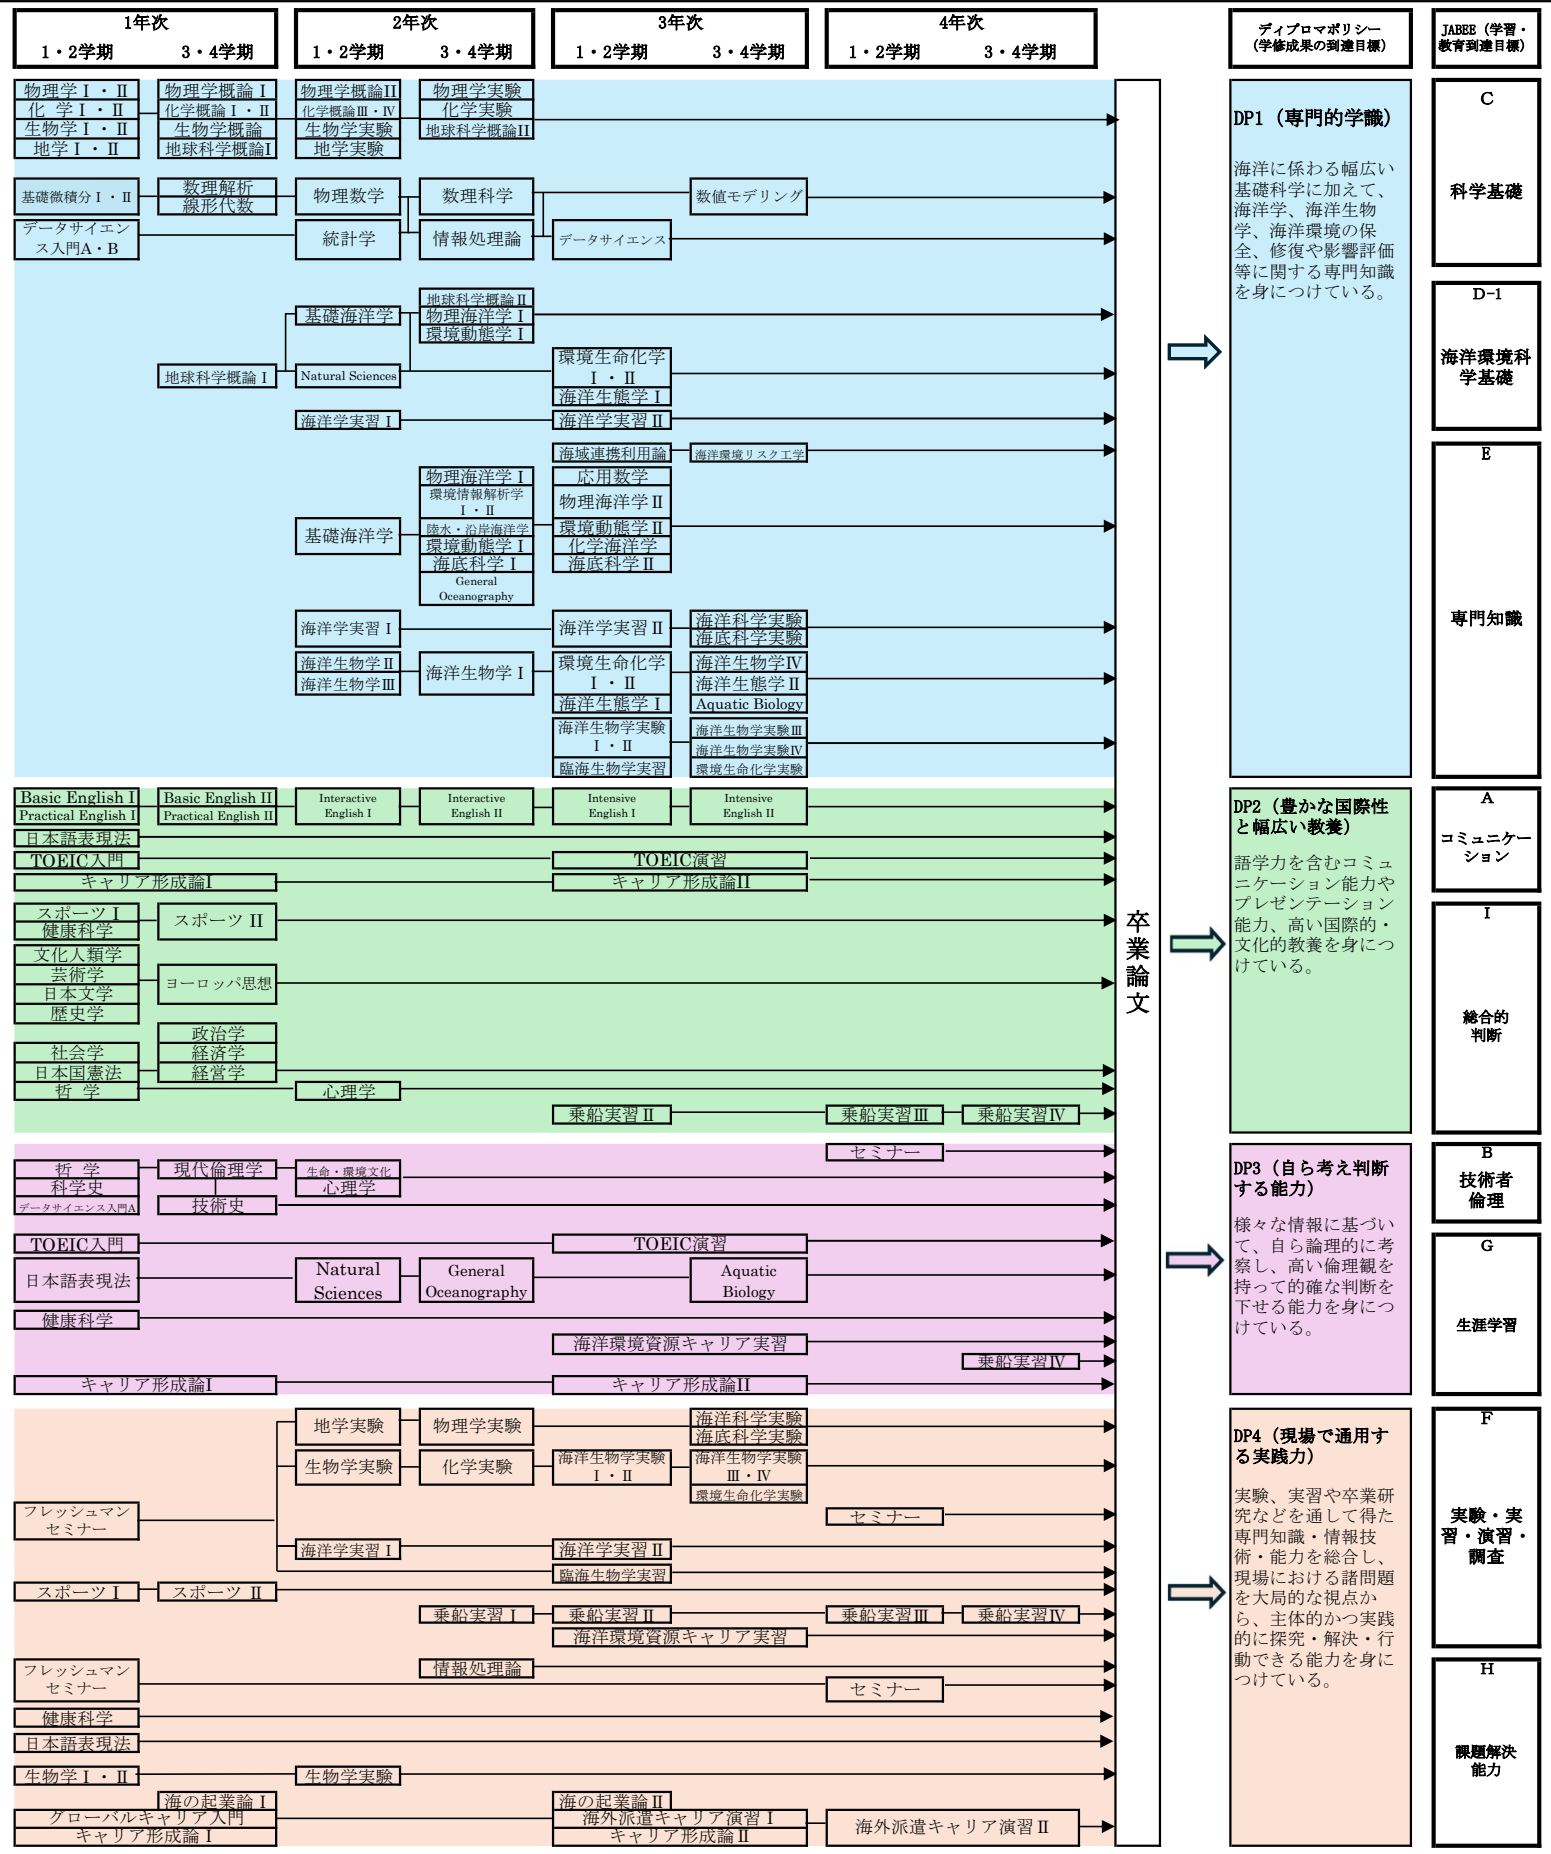 1年次
2年次
3年次
4年次
1・2学期
3・4学期
1・2学期
3・4学期
1・2学期
3・4学期
1・2学期
3・4学期
ディプロマポリシー
(学修成果の到達目標)
JABEE (学習・
教育到達目標)
物理学Ⅰ・Ⅱ
物理学概論Ⅰ
物理学概論II
物理学実験
化 学Ⅰ・Ⅱ
化学概論Ⅰ・Ⅱ
化学概論Ⅲ・Ⅳ
化学実験
生物学Ⅰ・Ⅱ
生物学概論
生物学実験
地球科学概論II
地学Ⅰ・Ⅱ
地球科学概論I
地学実験
基礎微積分Ⅰ・Ⅱ
数理解析
線形代数
物理数学
数理科学
数値モデリング
データサイエン
ス入門A・B
統計学
情報処理論
データサイエンス
地球科学概論Ⅱ
基礎海洋学
物理海洋学Ⅰ
環境動態学Ⅰ
地球科学概論Ⅰ
Natural Sciences
環境生命化学
Ⅰ・Ⅱ
海洋生態学Ⅰ
海洋学実習Ⅰ
海洋学実習Ⅱ
海域連携利用論
海洋環境リスク工学
物理海洋学Ⅰ
環境情報解析学
Ⅰ・Ⅱ
基礎海洋学
陸水・沿岸海洋学
環境動態学Ⅰ
海底科学Ⅰ
General
Oceanography
応用数学
物理海洋学Ⅱ
環境動態学Ⅱ
化学海洋学
海底科学Ⅱ
海洋学実習Ⅰ
海洋学実習Ⅱ
海洋科学実験
海底科学実験
海洋生物学Ⅱ
海洋生物学Ⅲ
海洋生物学Ⅰ
環境生命化学
Ⅰ・Ⅱ
海洋生態学Ⅰ
海洋生物学Ⅳ
海洋生態学Ⅱ
Aquatic Biology
海洋生物学実験
Ⅰ・Ⅱ
臨海生物学実習
海洋生物学実験Ⅲ
海洋生物学実験Ⅳ
環境生命化学実験
DP1 (専門的学識)
海洋に係わる幅広い
基礎科学に加えて、
海洋学、海洋生物
学、海洋環境の保
全、修復や影響評価
等に関する専門知識
を身につけている。
C
科学基礎
D-1
海洋環境科
学基礎
E
専門知識
Basic English I
Practical English I
Basic English II
Practical English II
Interactive
English I
Interactive
English II
Intensive
English I
Intensive
English II
日本語表現法
TOEIC入門
TOEIC演習
キャリア形成論I
キャリア形成論II
スポーツⅠ
健康科学
スポーツ II
文化人類学
芸術学
日本文学
歴史学
ヨーロッパ思想
政治学
社会学
経済学
日本国憲法
経営学
哲 学
心理学
乗船実習Ⅱ
乗船実習Ⅲ
乗船実習Ⅳ
卒
業
論
文
DP2 (豊かな国際性
と幅広い教養)
語学力を含むコミュ
ニケーション能力や
プレゼンテーション
能力、高い国際的・
文化的教養を身につ
けている。
A
コミュニケー
ション
I
総合的
判断
セミナー
哲 学
現代倫理学
生命・環境文化
科学史
心理学
データサイエンス入門A
技術史
TOEIC入門
TOEIC演習
日本語表現法
Natural
Sciences
General
Oceanography
Aquatic
Biology
健康科学
海洋環境資源キャリア実習
乗船実習Ⅳ
キャリア形成論I
キャリア形成論II
DP3 (自ら考え判断
する能力)
様々な情報に基づい
て、自ら論理的に考
察し、高い倫理観を
持って的確な判断を
下せる能力を身につ
けている。
B
技術者
倫理
G
生涯学習
地学実験
物理学実験
海洋科学実験
海底科学実験
生物学実験
化学実験
海洋生物学実験
Ⅰ・Ⅱ
海洋生物学実験
Ⅲ・Ⅳ
環境生命化学実験
フレッシュマン
セミナー
セミナー
海洋学実習Ⅰ
海洋学実習Ⅱ
臨海生物学実習
スポーツⅠ
スポーツ Ⅱ
乗船実習Ⅰ
乗船実習Ⅱ
乗船実習Ⅲ
乗船実習Ⅳ
海洋環境資源キャリア実習
フレッシュマン
セミナー
情報処理論
セミナー
健康科学
日本語表現法
生物学Ⅰ・Ⅱ
生物学実験
海の起業論Ⅰ
海の起業論Ⅱ
グローバルキャリア入門
海外派遣キャリア演習Ⅰ
キャリア形成論Ⅰ
キャリア形成論Ⅱ
海外派遣キャリア演習Ⅱ
DP4 (現場で通用す
る実践力)
実験、実習や卒業研
究などを通して得た
専門知識・情報技
術・能力を総合し、
現場における諸問題
を大局的な視点か
ら、主体的かつ実践
的に探究・解決・行
動できる能力を身に
つけている。
F
実験・実
習・演習・
調査
H
課題解決
能力